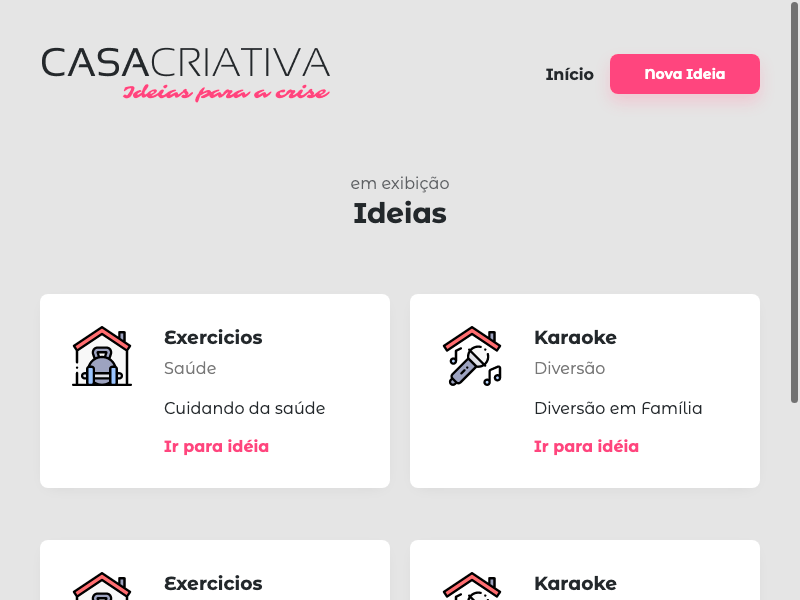 CASACRIATIVA
Ideias para a crise
Início
Nova Ideia
em exibição
Ideias
Exercicios
Saúde
Cuidando da saúde
Ir para idéia
Karaoke
Diversão
Diversão em Família
Ir para idéia
Exercicios
Karaoke